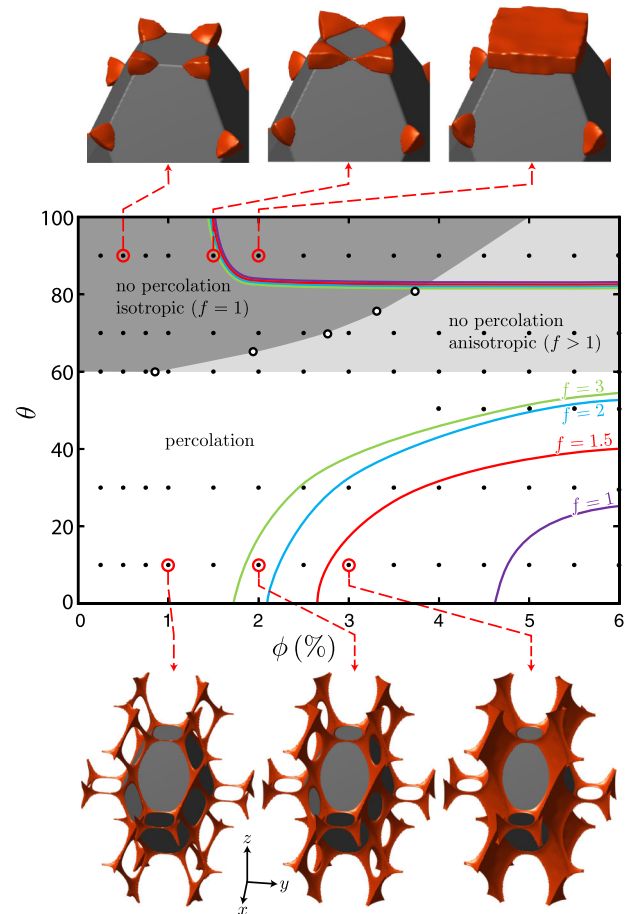 100
80
60
40
20
0
θ
no percolation
isotropic (f = 1)
no percolation
anisotropic (f > 1)
percolation
f = 3
f = 2
f = 1.5
f = 1
0 1 2 3 4 5 6
ϕ (%)
z
y
x